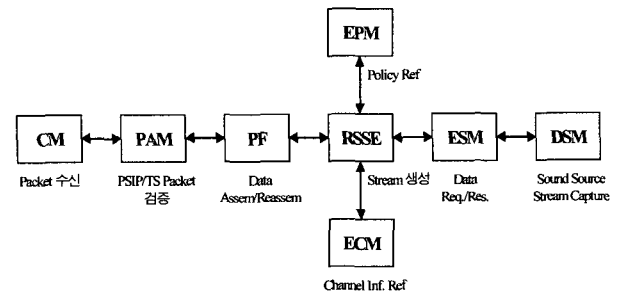 EPM
Policy Ref
CM
PAM
PF
RSSE
ESM
DSM
Packet 수신
PSIP/TS Packet
검증
Data
Assem/Reassem
Stream 생성
Data
Req./Res.
Sound Source
Stream Capture
ECM
Channel Inf. Ref